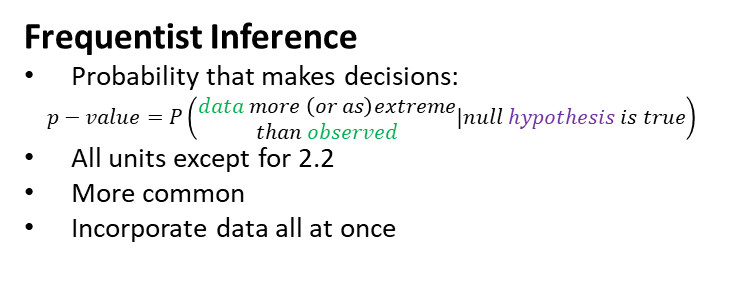 Frequentist Inference
• Probability that makes decisions:
p − value = P(data more (or as)extreme than observed|null hypothesis is true)
• All units except for 2.2
• More common
• Incorporate data all at once